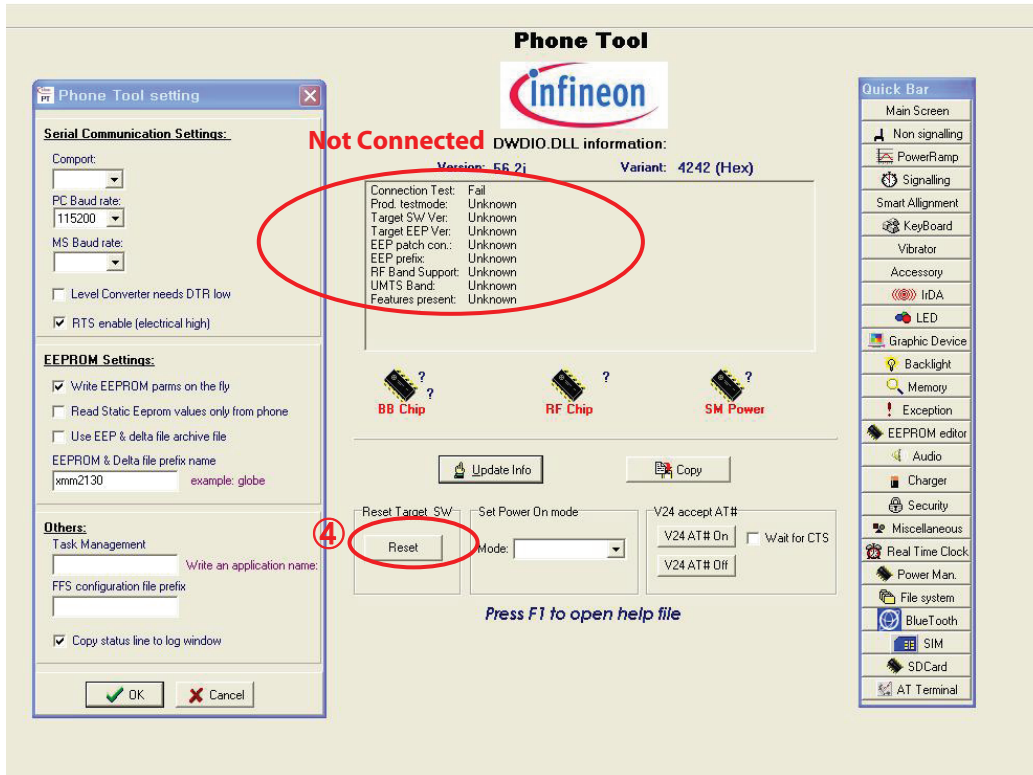 Phone Tool
infineon
Not Connected
DWDIO.DLL information:
Version: 56.2i
Variant: 4242 (Hex)
Connection Test: Fail
Prod. testmode: Unknown
Target SW Ver: Unknown
Target EEP Ver: Unknown
EEP patch con.: Unknown
EEP prefix: Unknown
RF Band Support: Unknown
UMTS Band: Unknown
Features present: Unknown
? ?
BB Chip
?
RF Chip
?
SM Power
Update Info
Copy
Reset Target SW
④
Reset
Set Power On mode
Mode:
V24 accept AT#
V24 AT# On
Wait for CTS
V24 AT# Off
Press F1 to open help file
PT
Phone Tool setting
Serial Communication Settings:
Comport:
PC Baud rate:
115200
MS Baud rate:
Level Converter needs DTR low
RTS enable (electrical high)
EEPROM Settings:
Write EEPROM parms on the fly
Read Static Eeprom values only from phone
Use EEP & delta file archive file
EEPROM & Delta file prefix name
xmm2130
example: globe
Others:
Task Management
Write an application name:
FFS configuration file prefix
Copy status line to log window
OK
Cancel
Quick Bar
Main Screen
Non signalling
PowerRamp
Signalling
Smart Allignment
KeyBoard
Vibrator
Accessory
IrDA
LED
Graphic Device
Backlight
Memory
Exception
EEPROM editor
Audio
Charger
Security
Miscellaneous
Real Time Clock
Power Man.
File system
BlueTooth
SIM
SDCard
AT Terminal